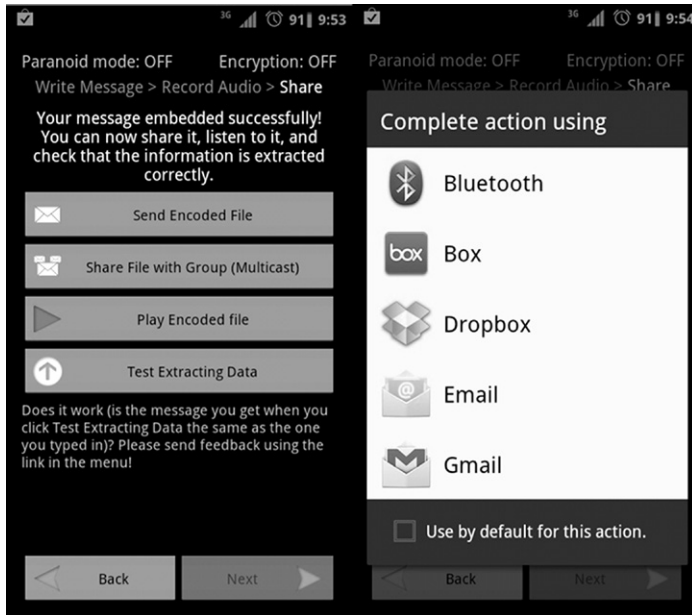 3G 91 9:53
Paranoid mode: OFF Encryption: OFF
Write Message > Record Audio > Share
Your message embedded successfully!
You can now share it, listen to it, and
check that the information is extracted
correctly.
Send Encoded File
Share File with Group (Multicast)
Play Encoded file
Test Extracting Data
Does it work (is the message you get when you
click Test Extracting Data the same as the one
you typed in)? Please send feedback using the
link in the menu!
Back Next
3G 91 9:54
Paranoid mode: OFF Encryption: OFF
Write Message > Record Audio > Share
Complete action using
Bluetooth
box Box
Dropbox
@ Email
Gmail
Use by default for this action.
Back Next